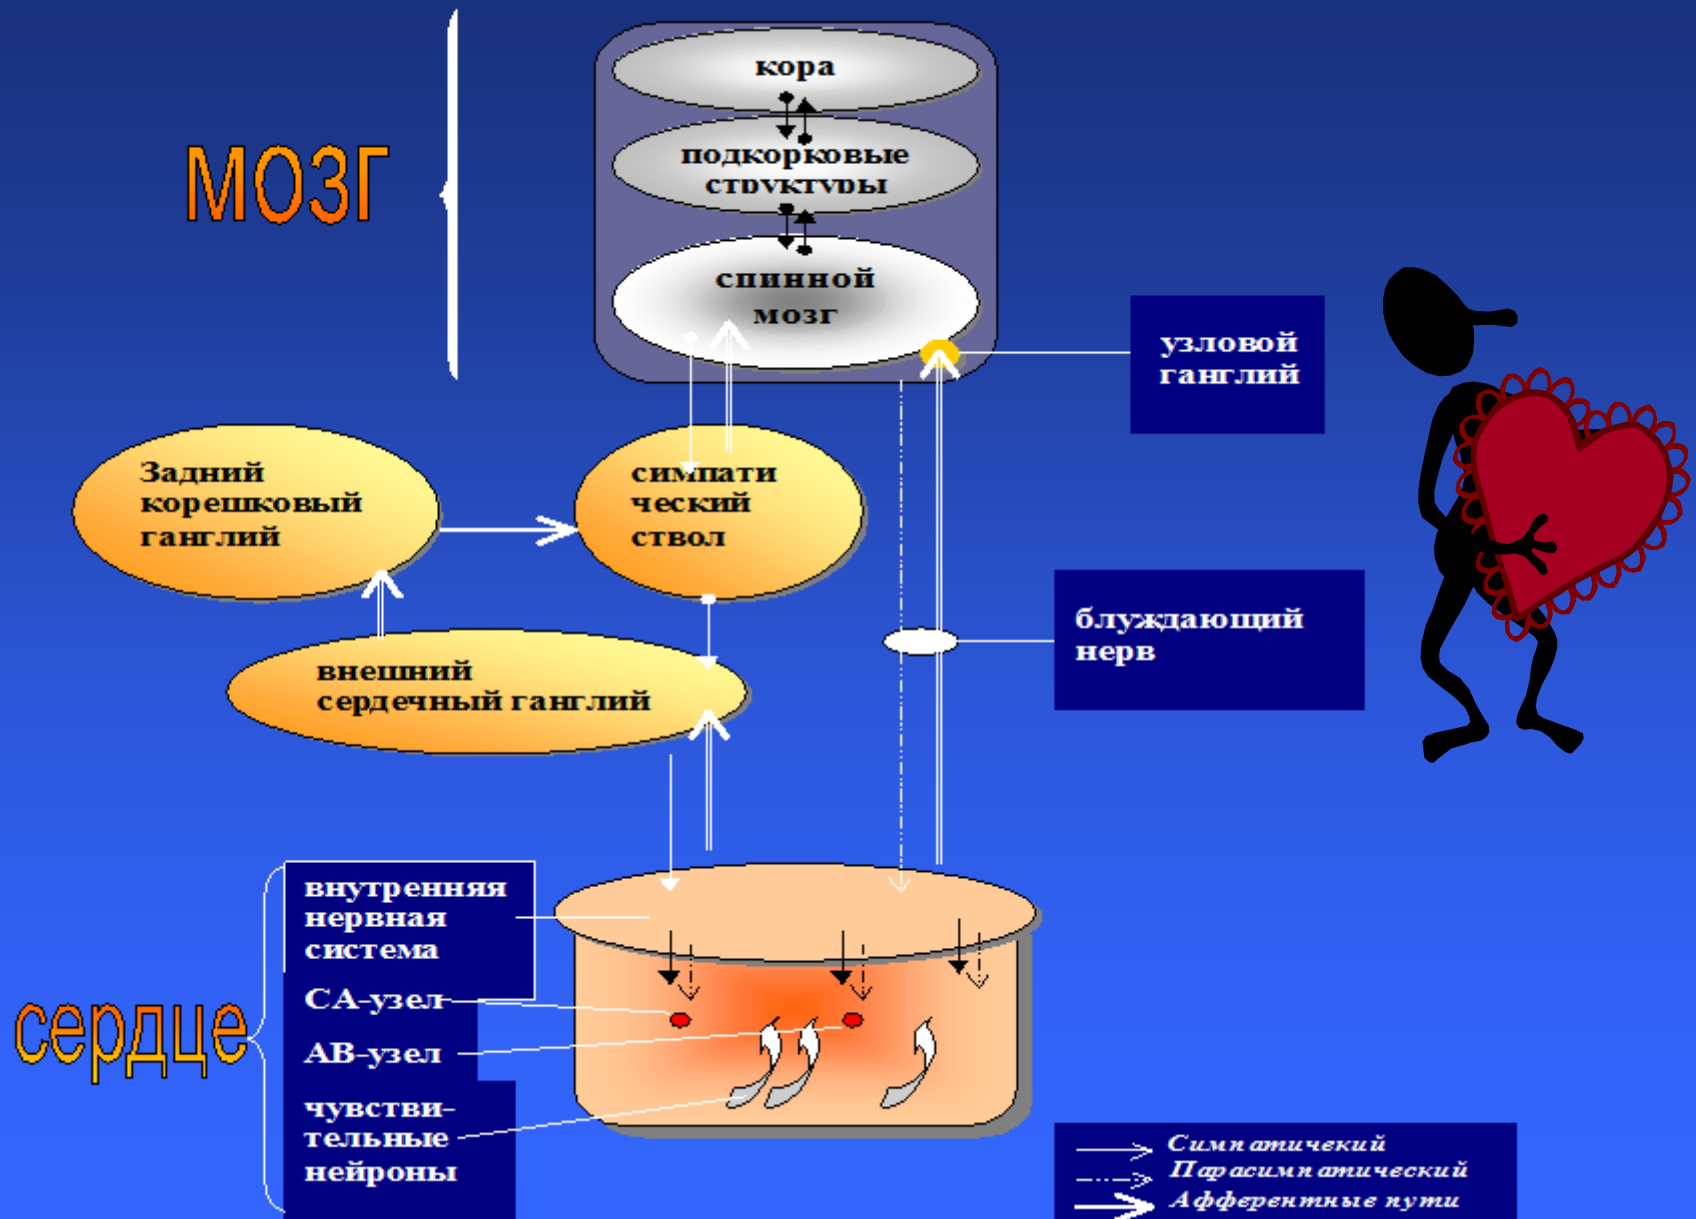 мозг
кора
подкорковые
структуры
спинной
мозг
узловой
ганглий
Задний
корешковый
ганглий
симпати
ческий
ствол
блуждающий
нерв
внешний
сердечный ганглий
сердце
внутренняя
нервная
система
СА-узел
АВ-узел
чувстви-
тельные
нейроны
Симпатичекий
Парасимпатический
Афферентные пути